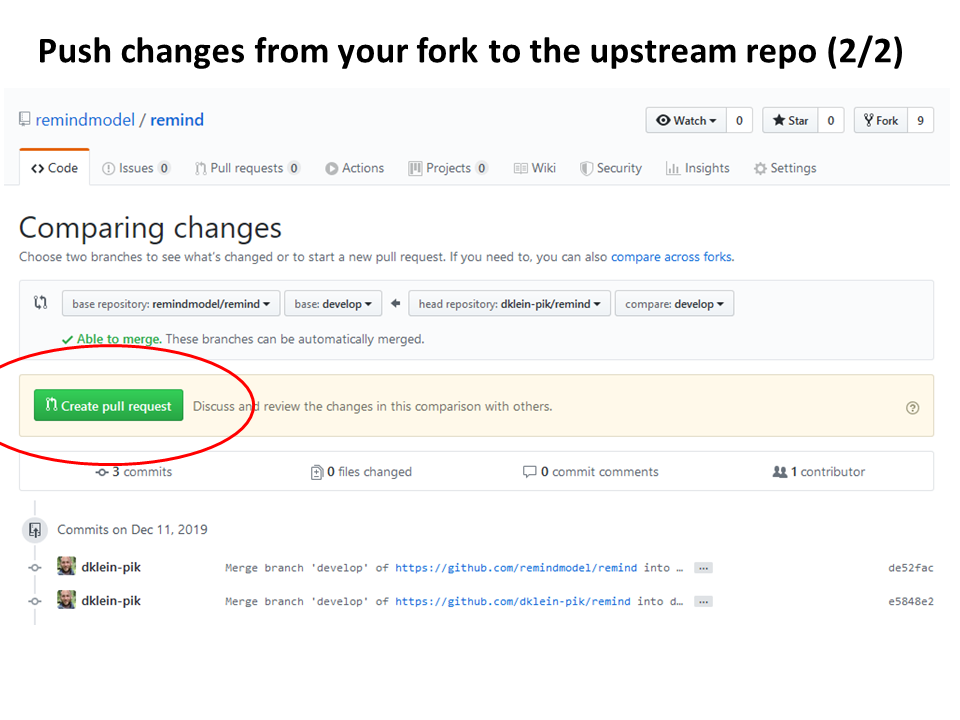 Push changes from your fork to the upstream repo (2/2)
remindmodel / remind
Watch 0 Star 0 Fork 9
Code Issues 0 Pull requests 0 Actions Projects 0 Wiki Security Insights Settings
Comparing changes
Choose two branches to see what's changed or to start a new pull request. If you need to, you can also compare across forks.
base repository: remindmodel/remind base: develop head repository: dklein-pik/remind compare: develop
Able to merge. These branches can be automatically merged.
Create pull request Discuss and review the changes in this comparison with others.
3 commits 0 files changed 0 commit comments 1 contributor
Commits on Dec 11, 2019
dklein-pik Merge branch 'develop' of https://github.com/remindmodel/remind into … … de52fac
dklein-pik Merge branch 'develop' of https://github.com/dklein-pik/remind into d… … e5848e2